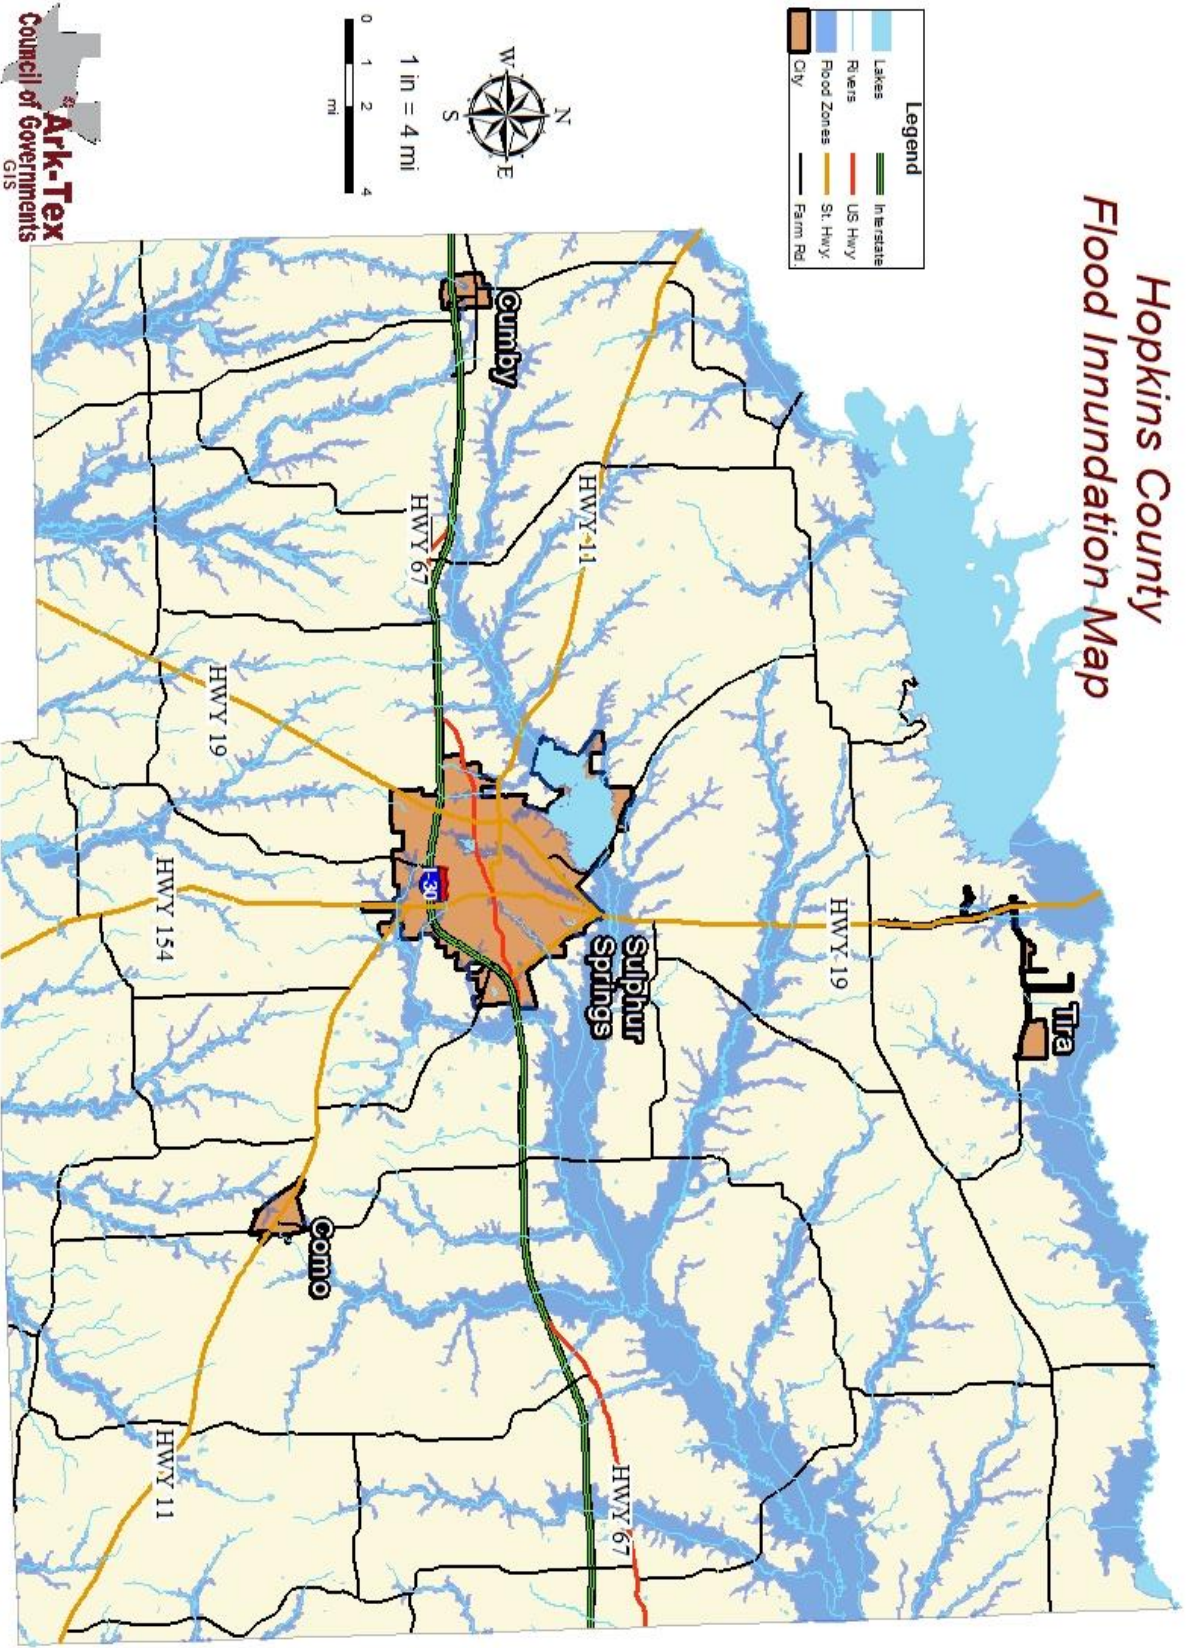 Hopkins County
Flood Innundation Map
Legend
Lakes
Rivers
Flood Zones
City
Interstate
US Hwy
St. Hwy.
Farm Rd.
N
W
E
S
1 in = 4 mi
0 1 2 4
mi
Ark-Tex
Council of Governments
GIS
Tira
HWY 19
Sulphur
Springs
HWY 11
Cumby
HWY 67
I-30
HWY 67
HWY 19
HWY 154
Como
HWY 11